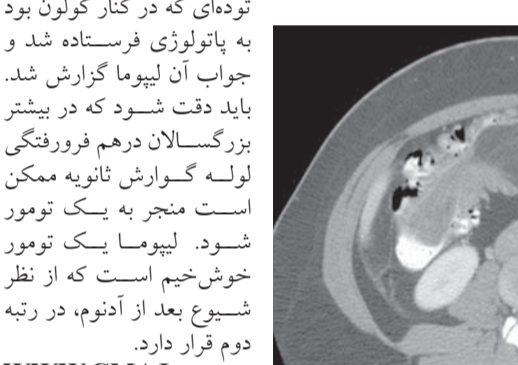 توده‌ای که در کنار کولون بود
به پاتولوژی فرستاده شد و
جواب آن لیپوما گزارش شد.
باید دقت شود که در بیشتر
بزرگسالان درهم فرورفتگی
لوله گوارش ثانویه ممکن
است منجر به یک تومور
شود. لیپوما یک تومور
خوش‌خیم است که از نظر
شیوع بعد از آدنوم، در رتبه
دوم قرار دارد.